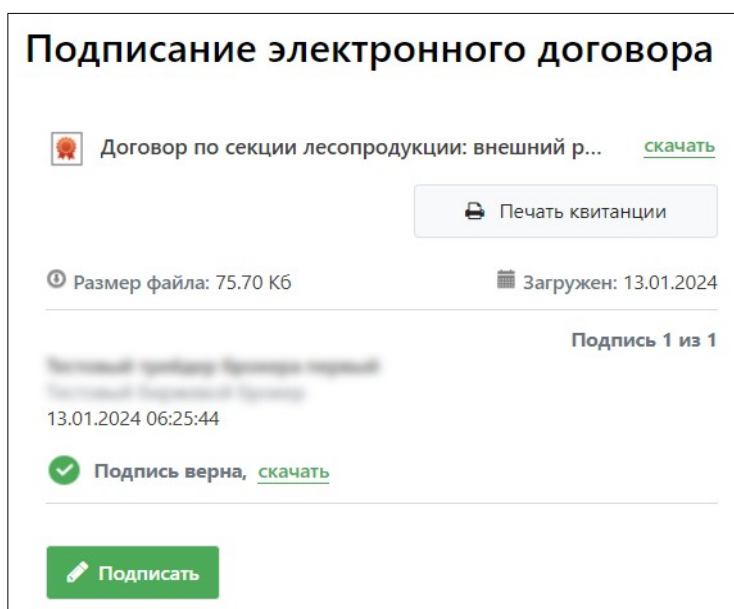 Подписание электронного договора
Договор по секции лесопродукции: внешний р... скачать
Печать квитанции
Размер файла: 75.70 Кб Загружен: 13.01.2024
Подпись 1 из 1
13.01.2024 06:25:44
Подпись верна, скачать
Подписать